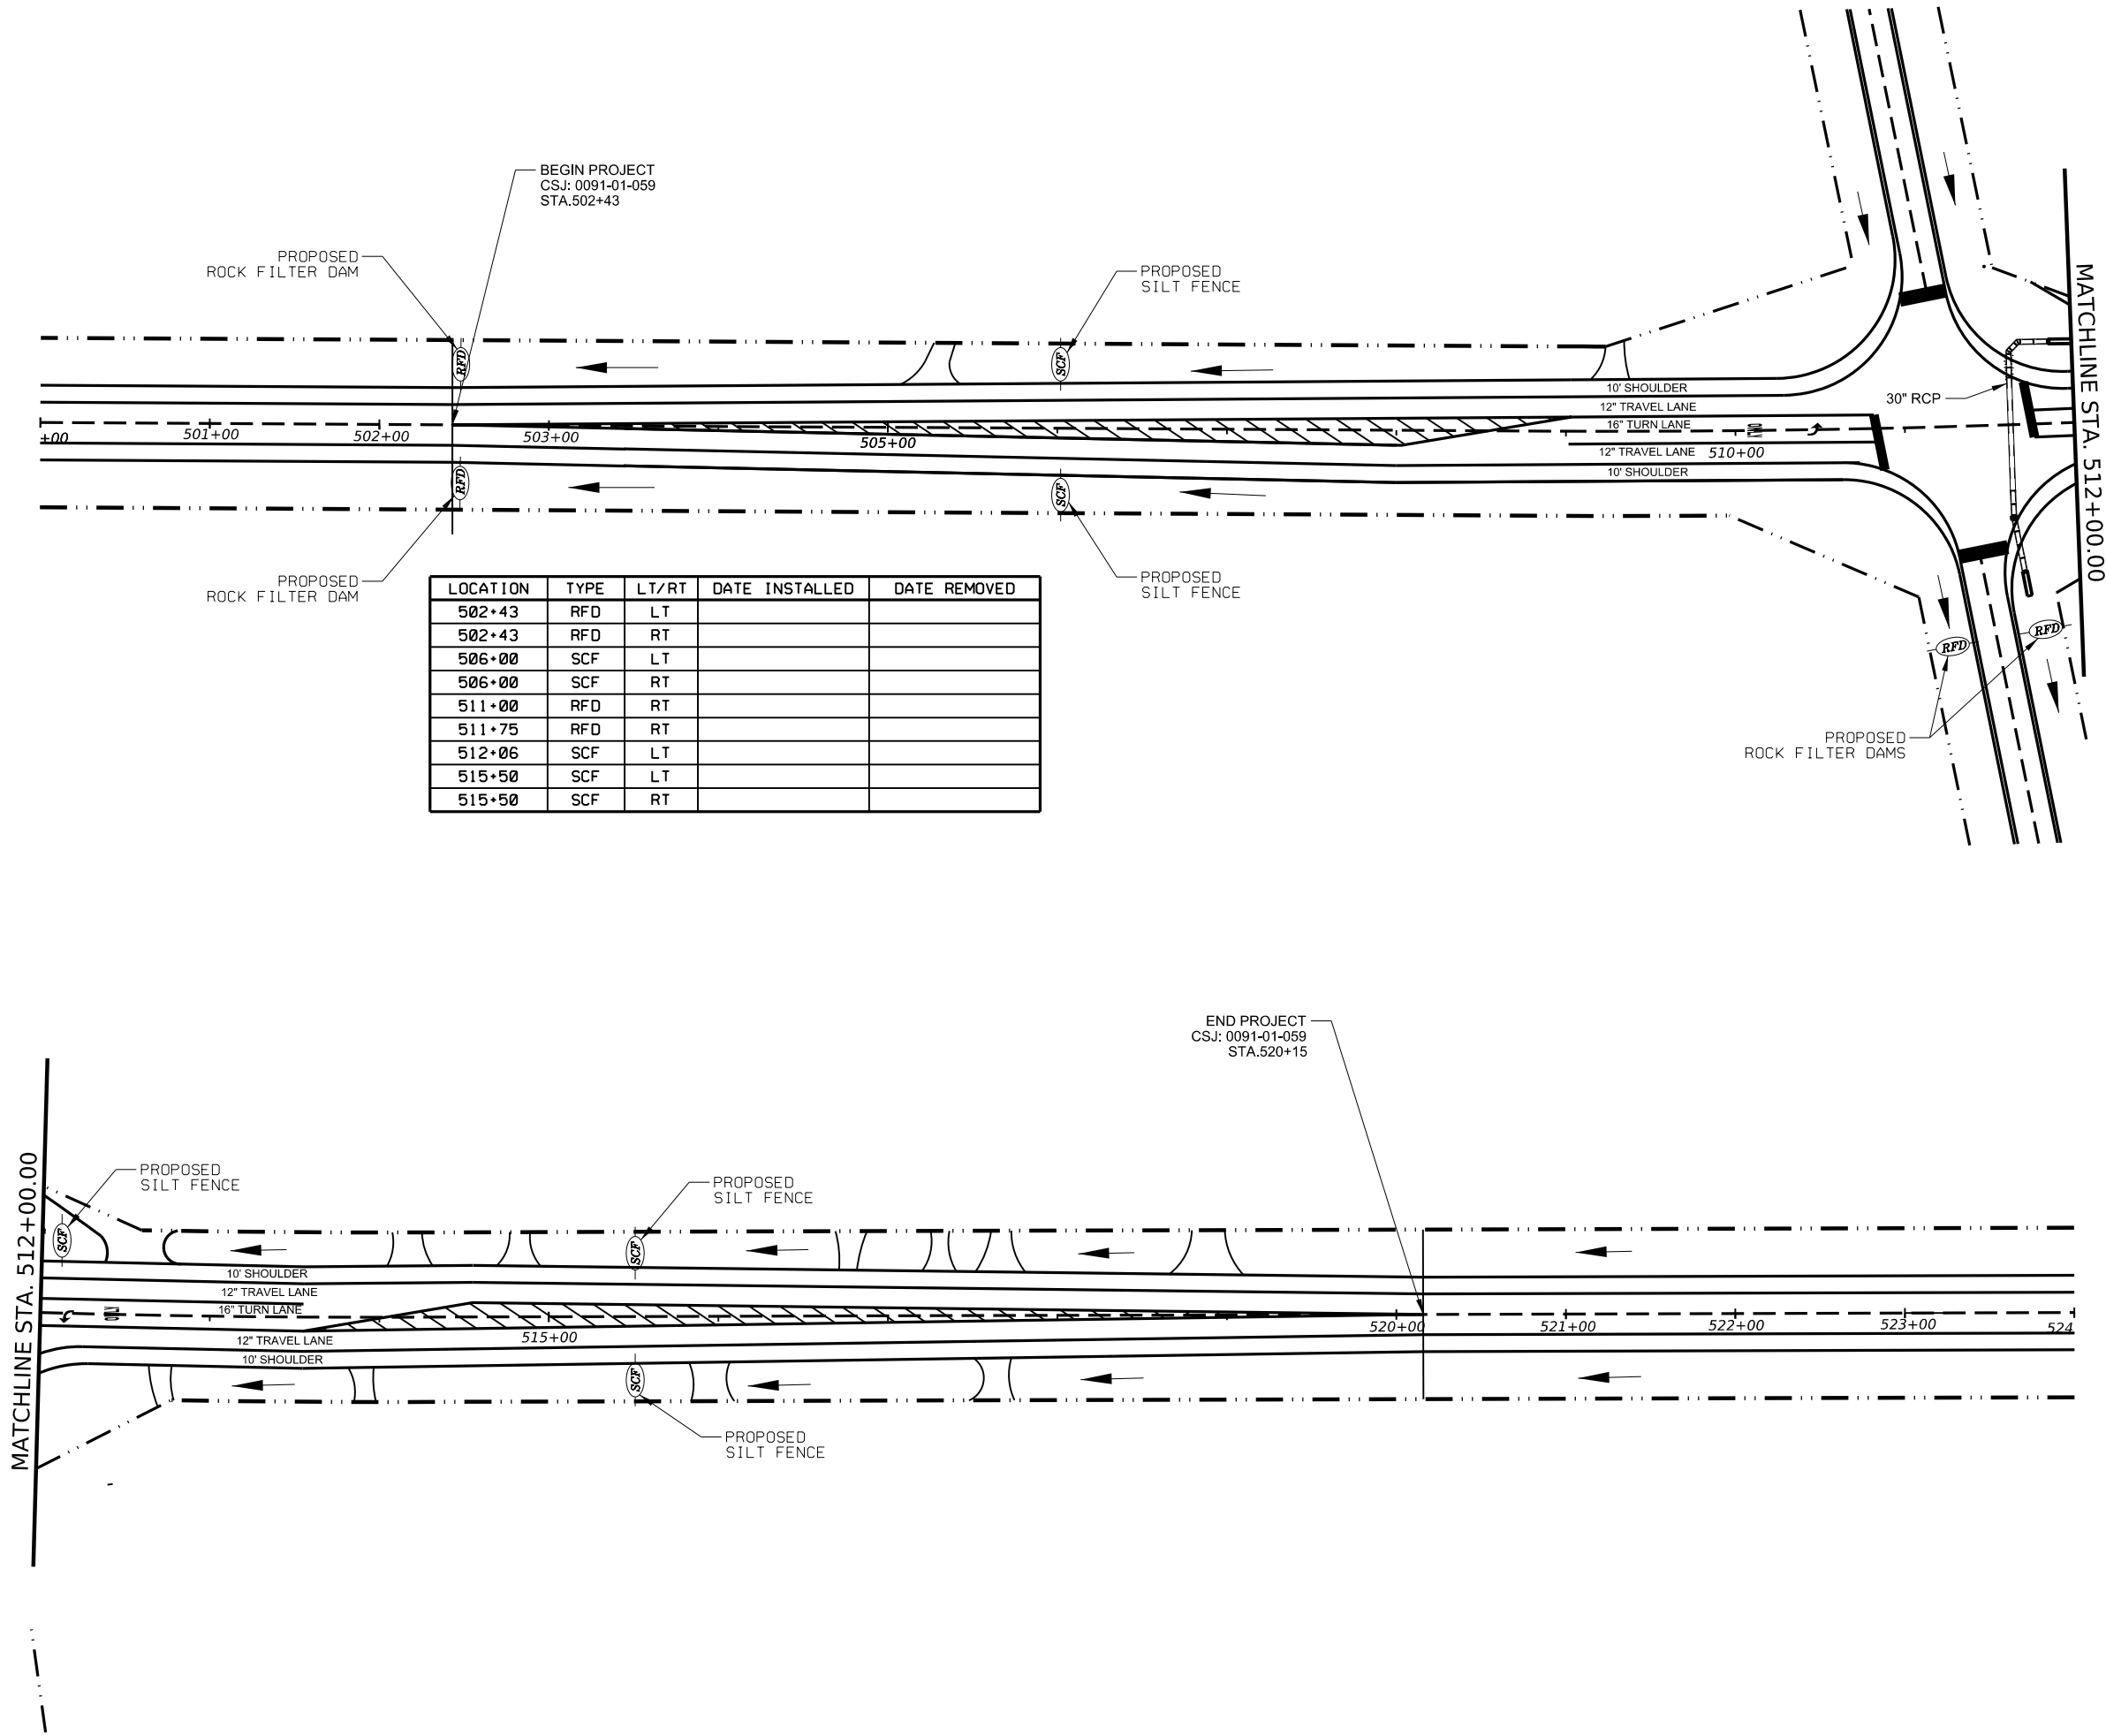 BEGIN PROJECT
CSJ: 0091-01-059
STA.502+43
PROPOSED
ROCK FILTER DAM
PROPOSED
SILT FENCE
MATCHLINE STA. 512+00.00
RFD
SCF
10' SHOULDER
12" TRAVEL LANE
16" TURN LANE
12" TRAVEL LANE
10' SHOULDER
30" RCP
+00
501+00
502+00
503+00
505+00
510+00
RFD
SCF
PROPOSED
ROCK FILTER DAM
PROPOSED
SILT FENCE
RFD
RFD
PROPOSED
ROCK FILTER DAMS
LOCATION TYPE LT/RT DATE INSTALLED DATE REMOVED
502+43 RFD LT
502+43 RFD RT
506+00 SCF LT
506+00 SCF RT
511+00 RFD RT
511+75 RFD RT
512+06 SCF LT
515+50 SCF LT
515+50 SCF RT
END PROJECT
CSJ: 0091-01-059
STA.520+15
MATCHLINE STA. 512+00.00
PROPOSED
SILT FENCE
PROPOSED
SILT FENCE
SCF
SCF
10' SHOULDER
12" TRAVEL LANE
16" TURN LANE
12" TRAVEL LANE
10' SHOULDER
515+00
520+00
521+00
522+00
523+00
524
SCF
PROPOSED
SILT FENCE